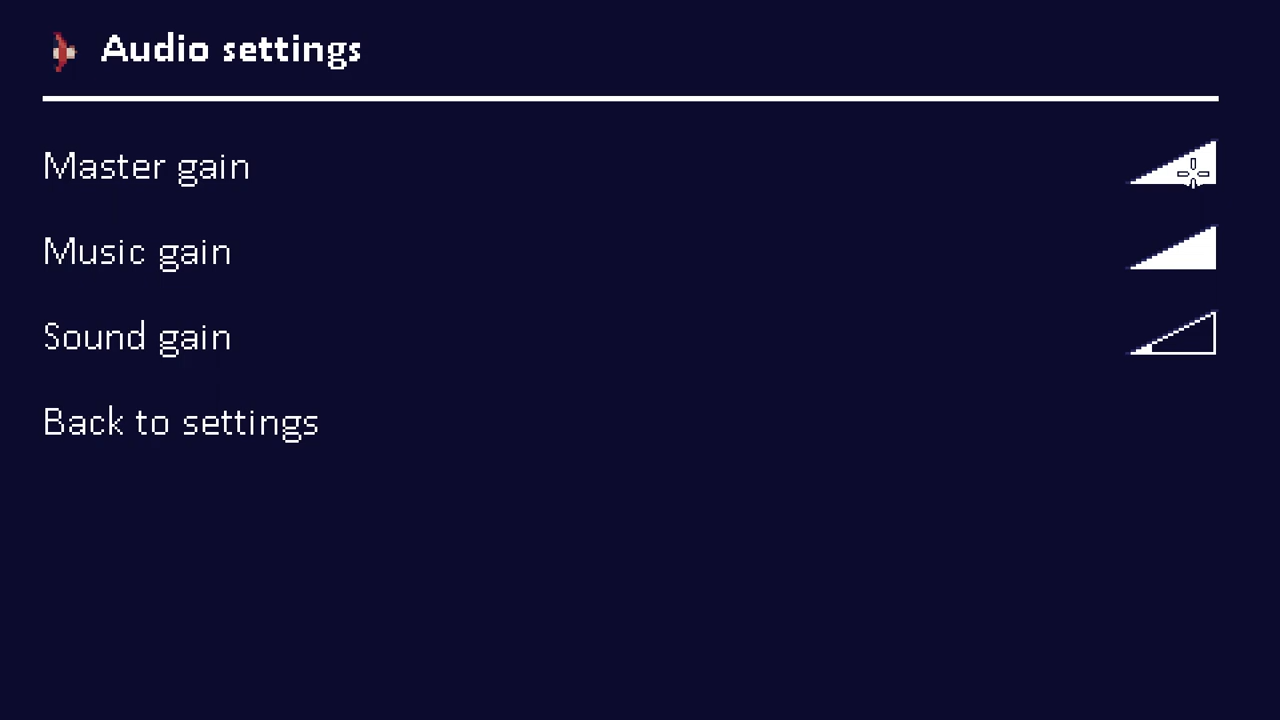 Audio settings
Master gain
Music gain
Sound gain
Back to settings